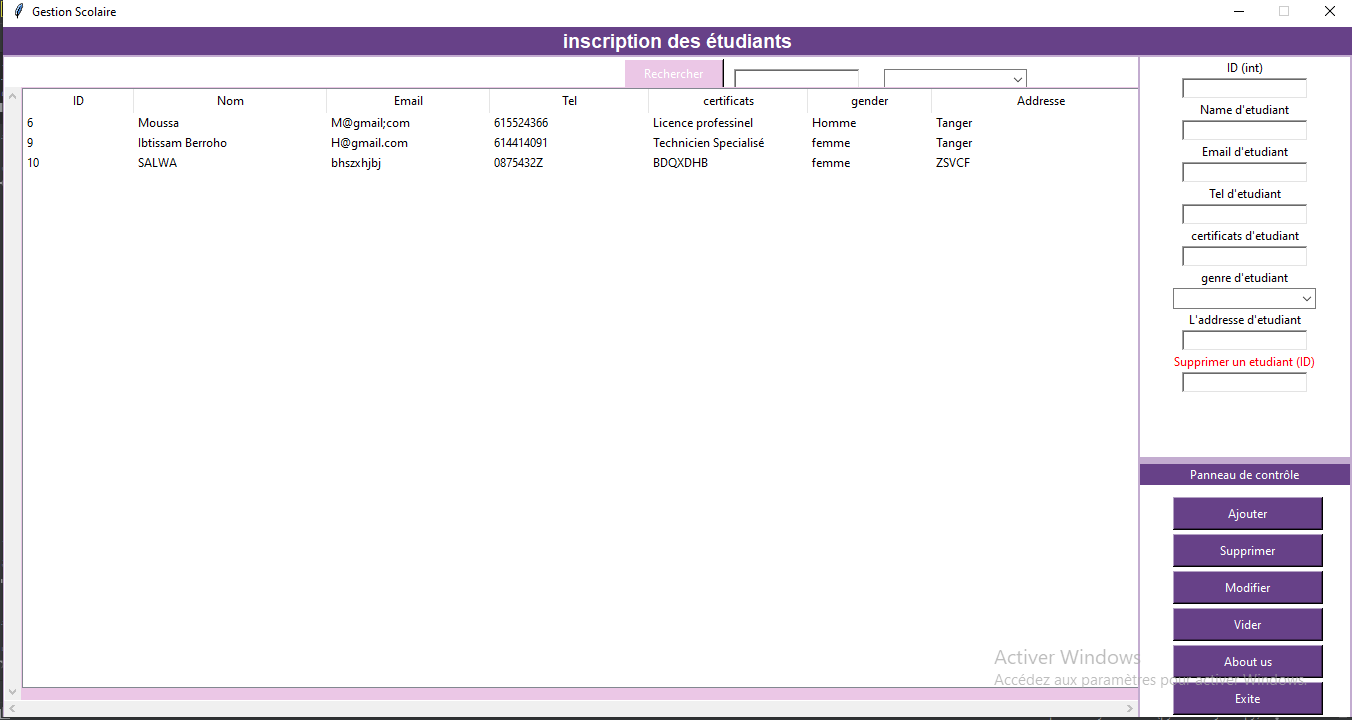 Gestion Scolaire
inscription des étudiants
Rechercher
ID Nom Email Tel certificats gender Addresse
6 Moussa M@gmail;com 615524366 Licence professinel Homme Tanger
9 Ibtissam Berroho H@gmail.com 614414091 Technicien Specialisé femme Tanger
10 SALWA bhszxhjbj 0875432Z BDQXDHB femme ZSVCF
ID (int)
Name d'etudiant
Email d'etudiant
Tel d'etudiant
certificats d'etudiant
genre d'etudiant
L'addresse d'etudiant
Supprimer un etudiant (ID)
Panneau de contrôle
Ajouter
Supprimer
Modifier
Vider
About us
Exite
Activer Windows
Accédez aux paramètres pour activer Windows.